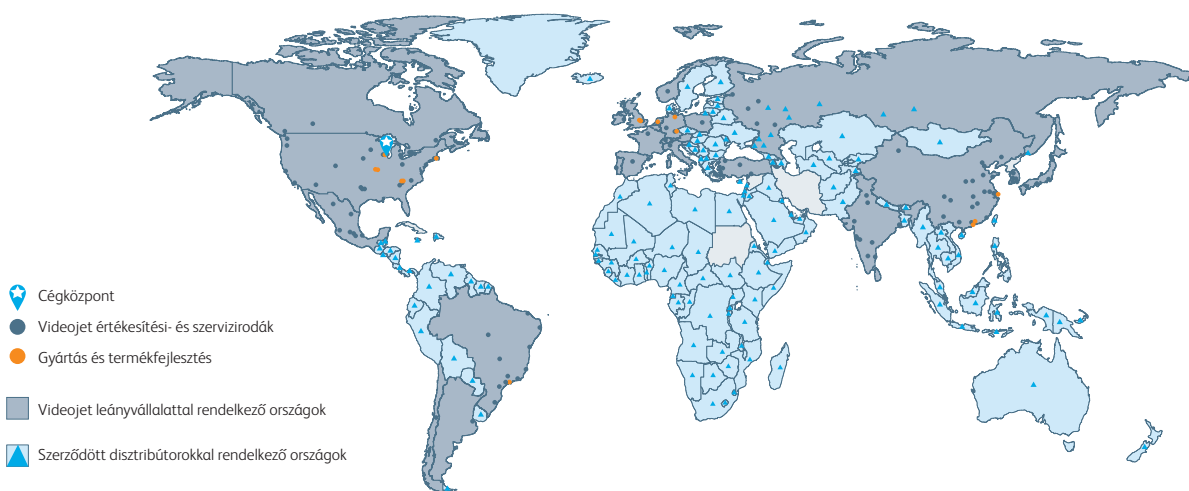 Cégközpont
Videojet értékesítési- és szervizirodák
Gyártás és termékfejlesztés
Videojet leányvállalattal rendelkező országok
Szerződött disztribútorokkal rendelkező országok